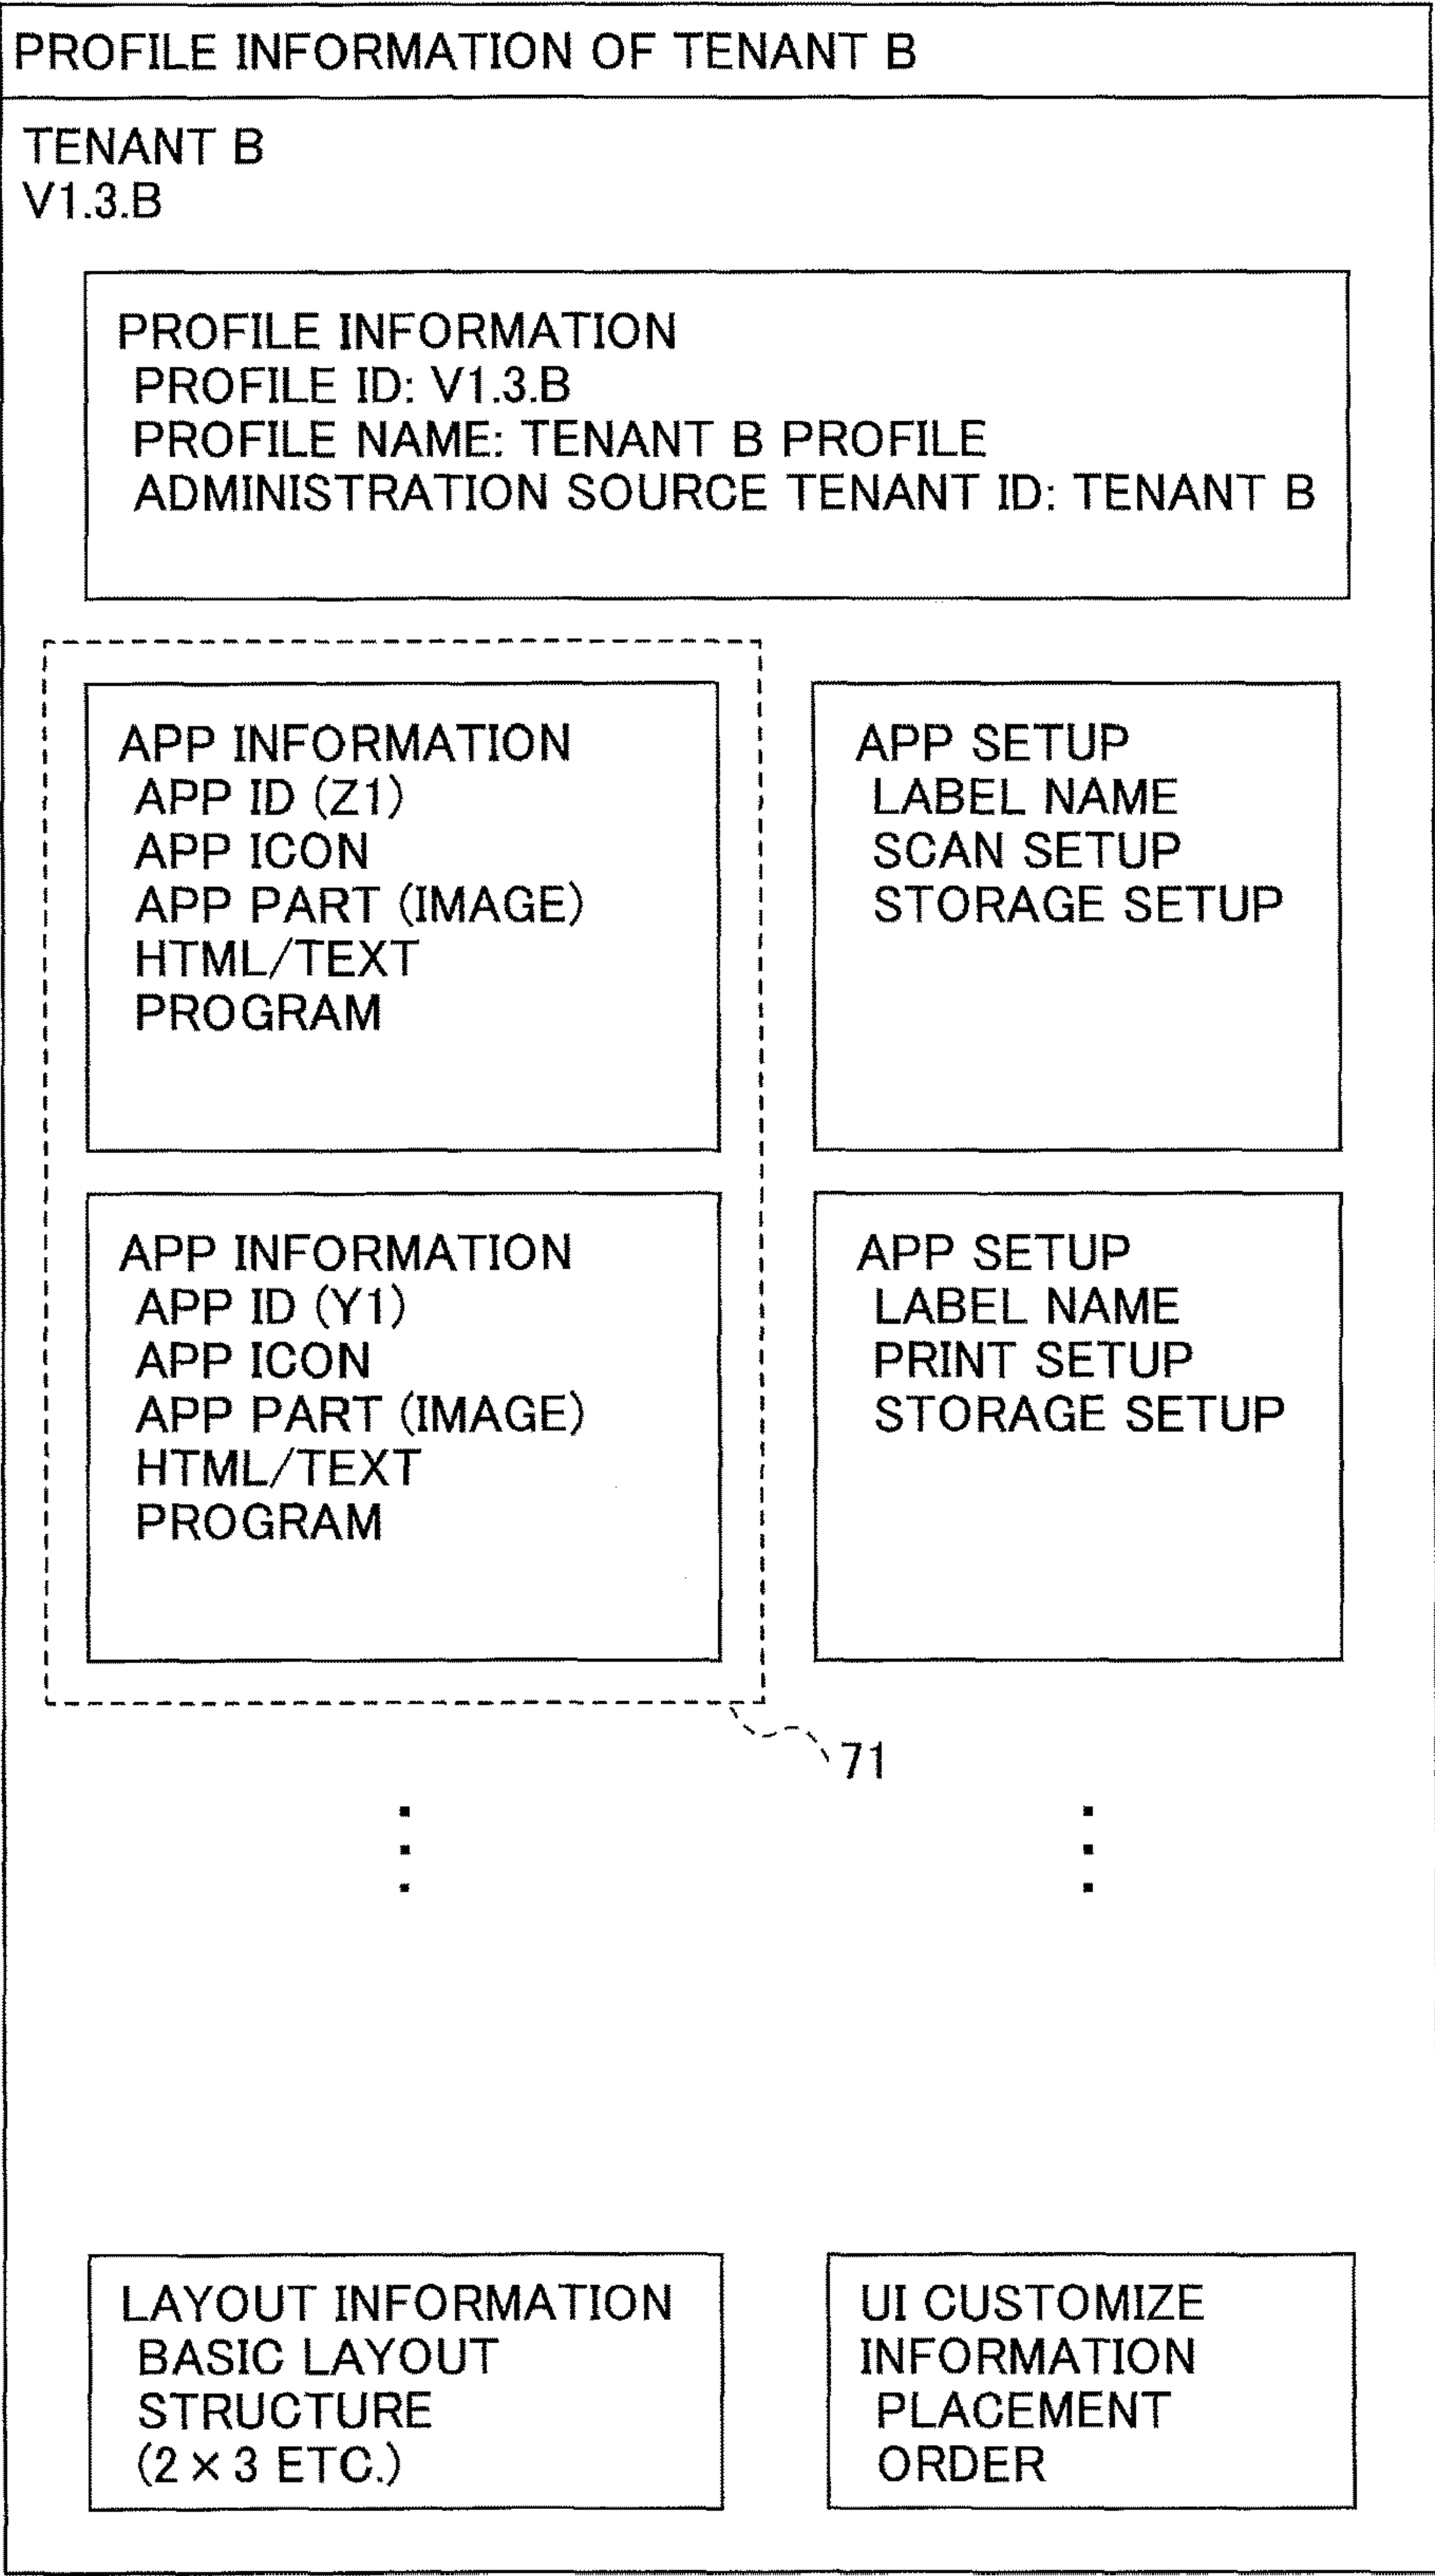 PROFILE INFORMATION OF TENANT B
TENANT B
V1.3.B
PROFILE INFORMATION
PROFILE ID: V1.3.B
PROFILE NAME: TENANT B PROFILE
ADMINISTRATION SOURCE TENANT ID: TENANT B
APP INFORMATION
APP ID (Z1)
APP ICON
APP PART (IMAGE)
HTML/TEXT
PROGRAM
APP SETUP
LABEL NAME
SCAN SETUP
STORAGE SETUP
APP INFORMATION
APP ID (Y1)
APP ICON
APP PART (IMAGE)
HTML/TEXT
PROGRAM
APP SETUP
LABEL NAME
PRINT SETUP
STORAGE SETUP
71
LAYOUT INFORMATION
BASIC LAYOUT
STRUCTURE
(2 × 3 ETC.)
UI CUSTOMIZE
INFORMATION
PLACEMENT
ORDER